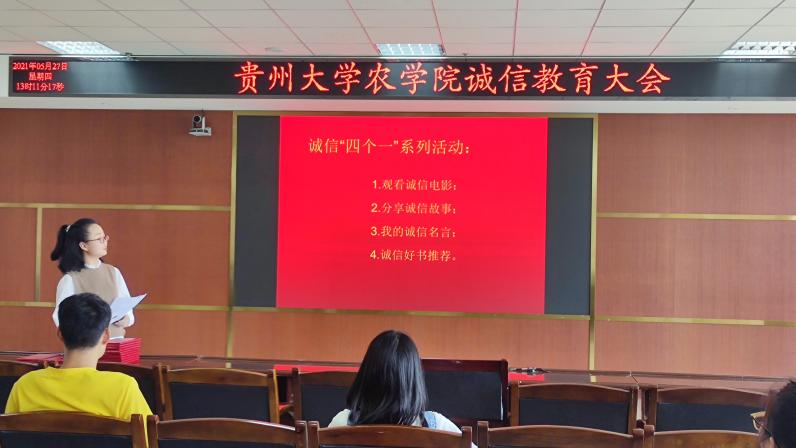 2021年05月27日
星期四
13时11分17秒
贵州大学农学院诚信教育大会
诚信“四个一”系列活动：
1.观看诚信电影；
2.分享诚信故事；
3.我的诚信名言；
4.诚信好书推荐。